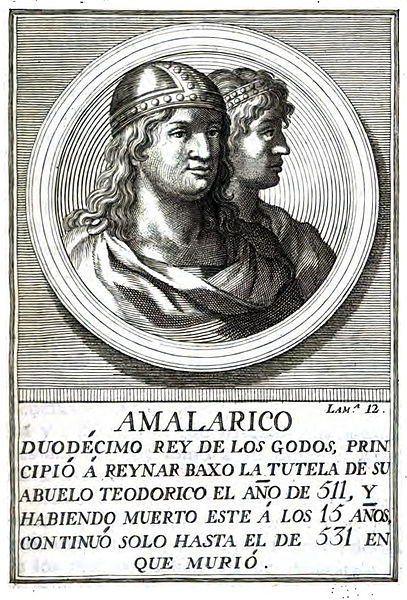 LAM.ª 12.
AMALARICO
DUODÉCIMO REY DE LOS GODOS, PRIN
CIPIÓ Á REYNAR BAXO LA TUTELA DE SU
ABUELO TEODORICO EL AÑO DE 511, Y
HABIENDO MUERTO ESTE Á LOS 15 AÑOS,
CONTINUÓ SOLO HASTA EL DE 531 EN
QUE MURIÓ.